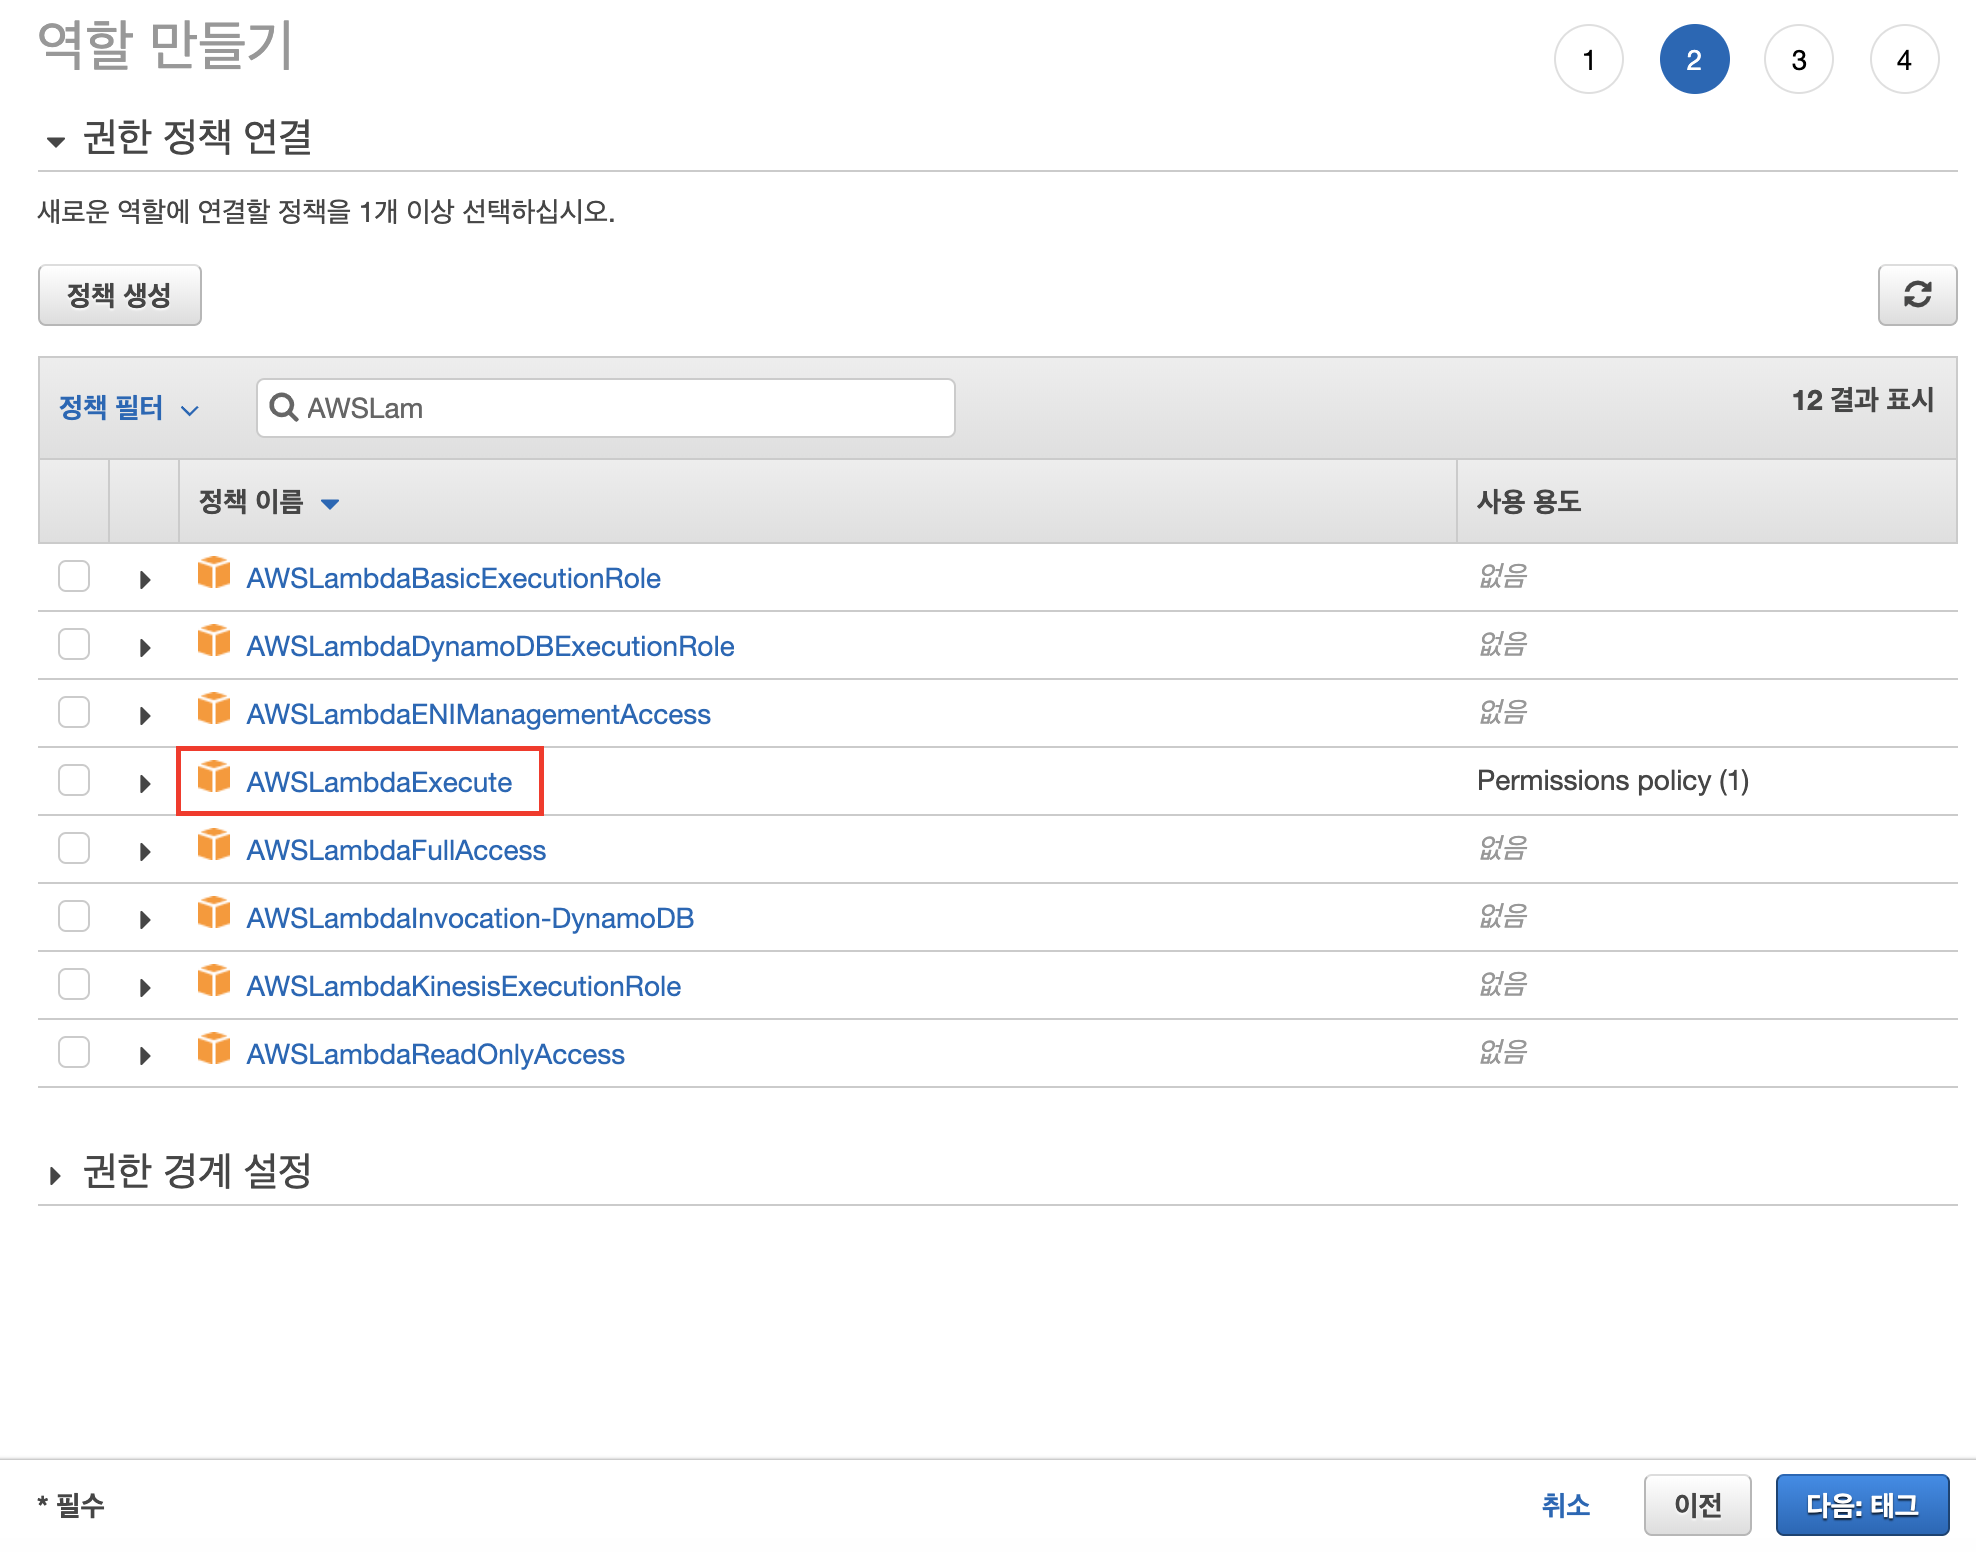 역할 만들기
1 2 3 4
권한 정책 연결
새로운 역할에 연결할 정책을 1개 이상 선택하십시오.
정책 생성
정책 필터 AWSLam 12 결과 표시
정책 이름 사용 용도
AWSLambdaBasicExecutionRole 없음
AWSLambdaDynamoDBExecutionRole 없음
AWSLambdaENIManagementAccess 없음
AWSLambdaExecute Permissions policy (1)
AWSLambdaFullAccess 없음
AWSLambdaInvocation-DynamoDB 없음
AWSLambdaKinesisExecutionRole 없음
AWSLambdaReadOnlyAccess 없음
권한 경계 설정
* 필수 취소 이전 다음: 태그